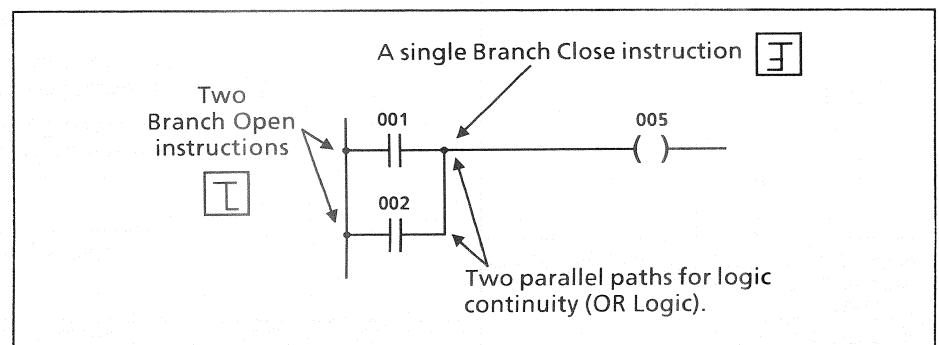 A single Branch Close instruction
Two
Branch Open
instructions
001
005
002
Two parallel paths for logic
continuity (OR Logic).